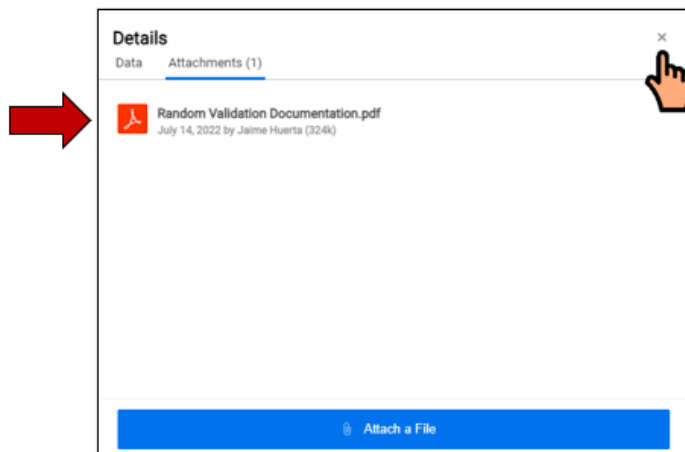 Details
Data Attachments (1)
Random Validation Documentation.pdf
July 14, 2022 by Jaime Huerta (324k)
Attach a File